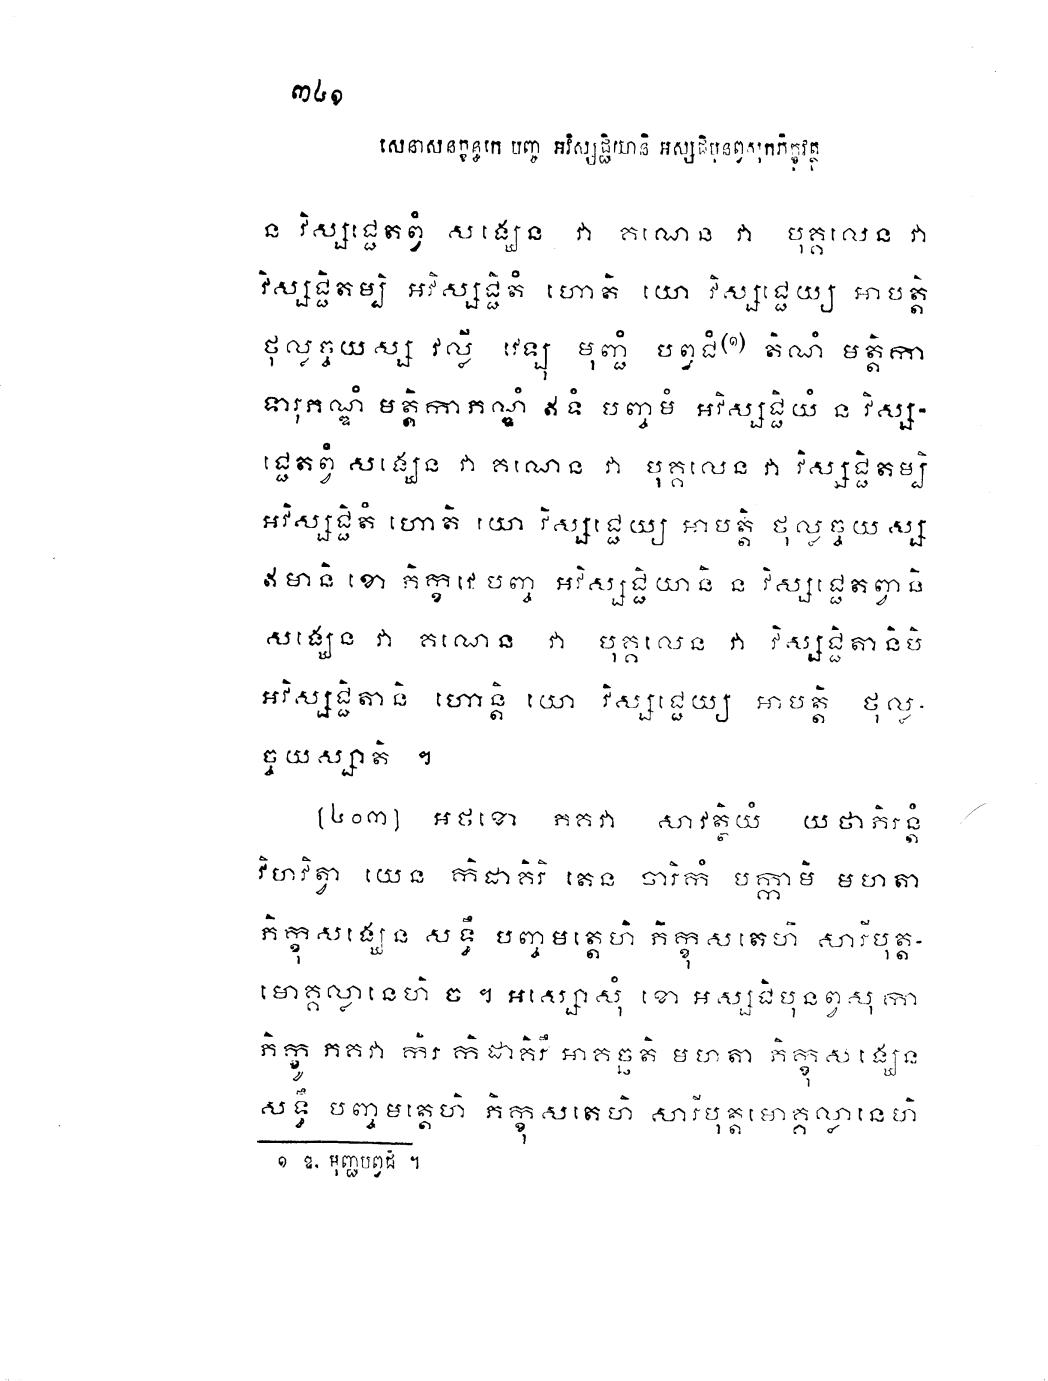 ៣៤១
សេនាសនក្ខន្ធកេ បញ្ច អវិស្សជ្ជិយានិ អស្សជិបុនព្វសុកភិក្ខុវត្ថុ
ន វិស្សជ្ជេតព្វំ សង្ឃេន វា គណេន វា បុគ្គលេន វា
វិស្សជ្ជិតម្បិ អវិស្សជ្ជិតំ ហោតិ យោ វិស្សជ្ជេយ្យ អាបត្តិ
ថុល្លច្ចយស្ស វល្លី វេឡុ មុញ្ជំ បព្វជំ(១) តិណំ មត្តិកា
ទារុភណ្ឌំ មត្តិកាភណ្ឌំ ឥទំ បញ្ចមំ អវិស្សជ្ជិយំ ន វិស្ស-
ជ្ជេតព្វំ សង្ឃេន វា គណេន វា បុគ្គលេន វា វិស្សជ្ជិតម្បិ
អវិស្សជ្ជិតំ ហោតិ យោ វិស្សជ្ជេយ្យ អាបត្តិ ថុល្លច្ចយស្ស
ឥមានិ ខោ ភិក្ខវេ បញ្ច អវិស្សជ្ជិយានិ ន វិស្សជ្ជេតព្វានិ
សង្ឃេន វា គណេន វា បុគ្គលេន វា វិស្សជ្ជិតានិបិ
អវិស្សជ្ជិតានិ ហោន្តិ យោ វិស្សជ្ជេយ្យ អាបត្តិ ថុល្ល-
ច្ចយស្សាតិ ។
[៤០៣] អថខោ ភគវា សាវត្ថិយំ យថាភិរន្តំ
វិហរិត្វា យេន កិដាគិរិ តេន ចារិកំ បក្កាមិ មហតា
ភិក្ខុសង្ឃេន សទ្ធឹ បញ្ចមត្តេហិ ភិក្ខុសតេហិ សារីបុត្ត-
មោគ្គល្លានេហិ ច ។ អស្សោសុំ ខោ អស្សជិបុនព្វសុកា
ភិក្ខូ ភគវា កិរ កិដាគិរឹ អាគច្ឆតិ មហតា ភិក្ខុសង្ឃេន
សទ្ធឹ បញ្ចមត្តេហិ ភិក្ខុសតេហិ សារីបុត្តមោគ្គល្លានេហិ
១ ឱ. មុញ្ជបព្វជំ ។